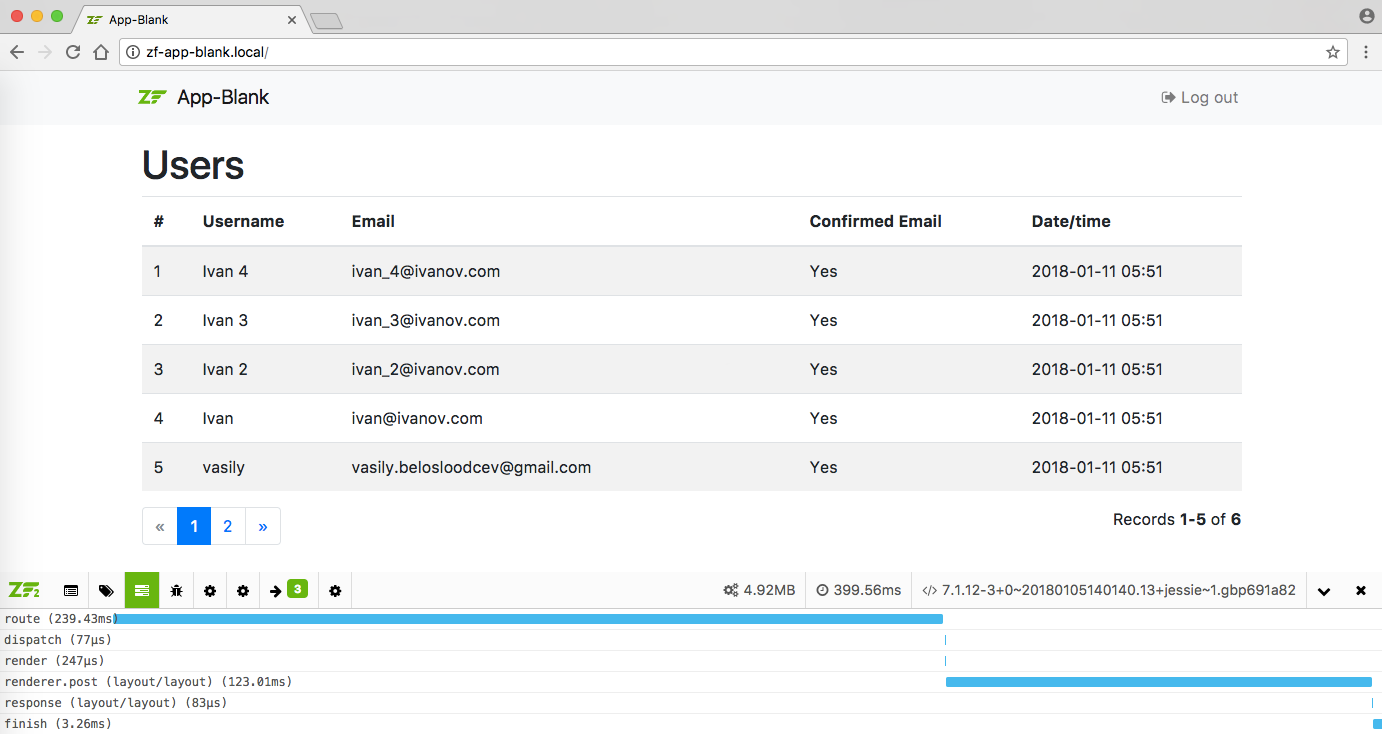 ZF App-Blank
zf-app-blank.local/
ZF App-Blank Log out
Users
# Username Email Confirmed Email Date/time
1 Ivan 4 ivan_4@ivanov.com Yes 2018-01-11 05:51
2 Ivan 3 ivan_3@ivanov.com Yes 2018-01-11 05:51
3 Ivan 2 ivan_2@ivanov.com Yes 2018-01-11 05:51
4 Ivan ivan@ivanov.com Yes 2018-01-11 05:51
5 vasily vasily.belosloodcev@gmail.com Yes 2018-01-11 05:51
« 1 2 » Records 1-5 of 6
ZF2 3 4.92MB 399.56ms 7.1.12-3+0~20180105140140.13+jessie~1.gbp691a82
route (239.43ms)
dispatch (77µs)
render (247µs)
renderer.post (layout/layout) (123.01ms)
response (layout/layout) (83µs)
finish (3.26ms)